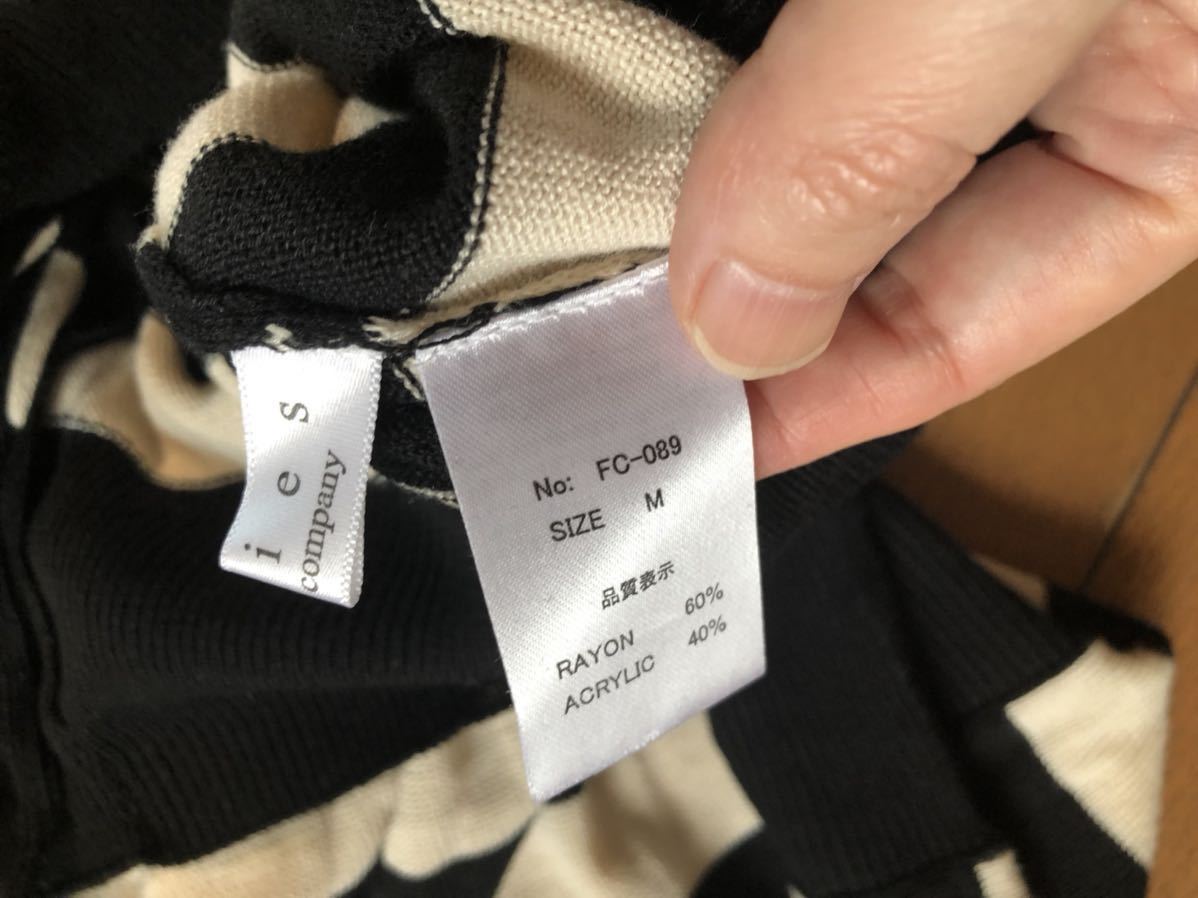 i e s
company
No: FC-089
SIZE M
品質表示
RAYON 60%
ACRYLIC 40%